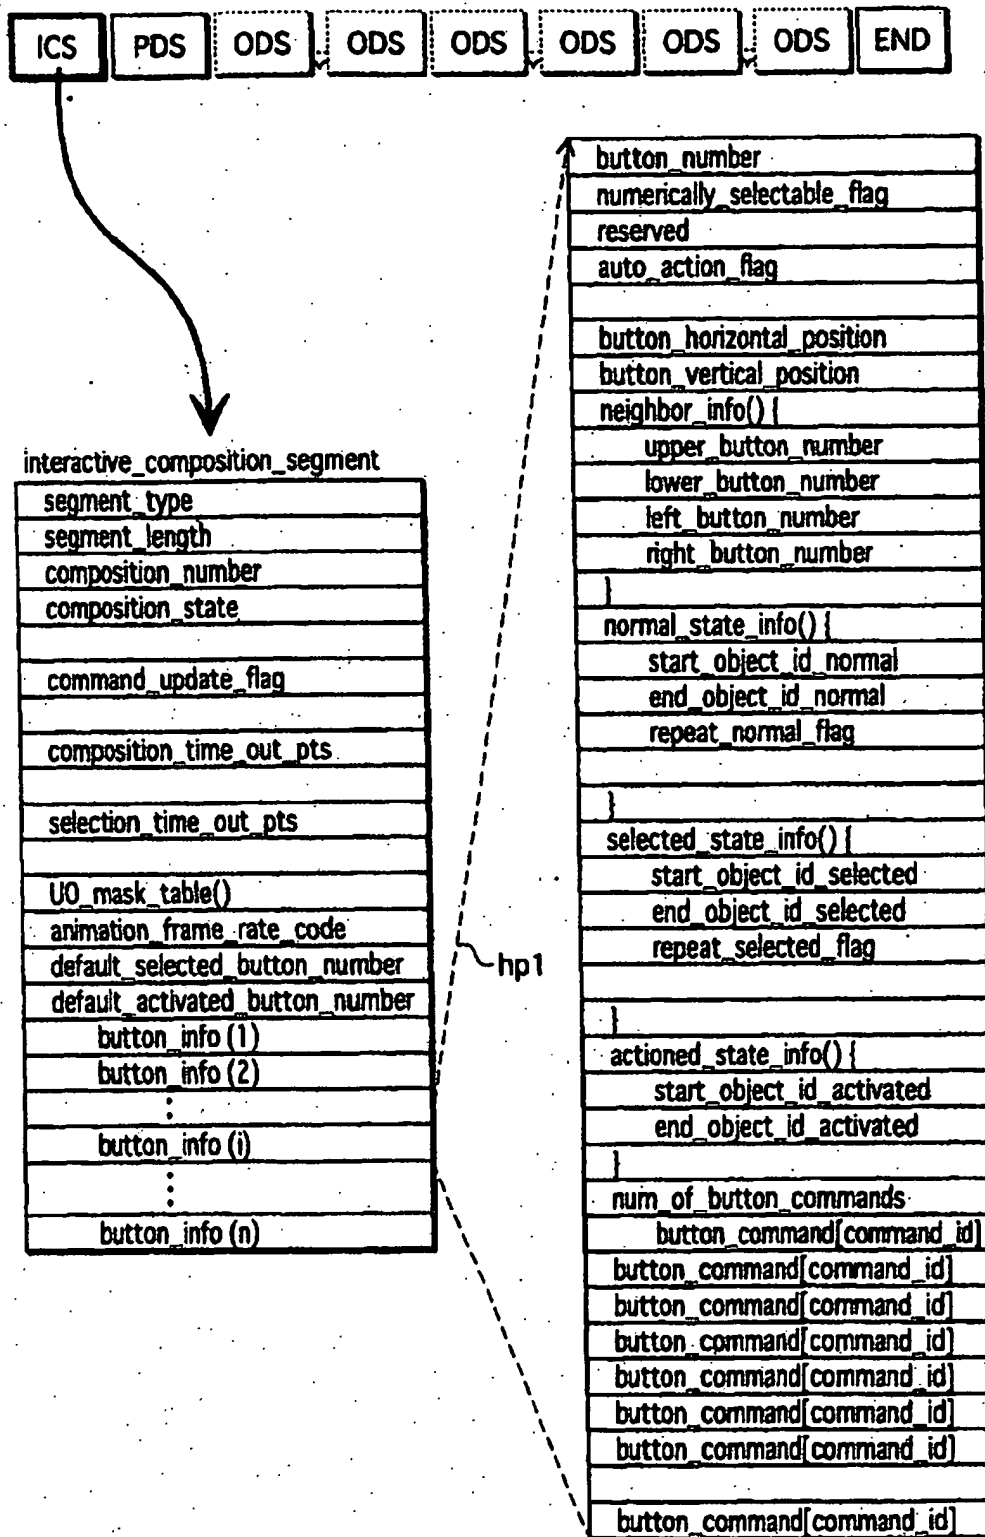 ICS PDS ODS ODS ODS ODS ODS ODS END
interactive_composition_segment
segment_type
segment_length
composition_number
composition_state
command_update_flag
composition_time_out_pts
selection_time_out_pts
UO_mask_table()
animation_frame_rate_code
default_selected_button_number
default_activated_button_number
button_info (1)
button_info (2)
⋮
button_info (i)
⋮
button_info (n)
hp1
button_number
numerically_selectable_flag
reserved
auto_action_flag
button_horizontal_position
button_vertical_position
neighbor_info() {
upper_button_number
lower_button_number
left_button_number
right_button_number
}
normal_state_info() {
start_object_id_normal
end_object_id_normal
repeat_normal_flag
}
selected_state_info() {
start_object_id_selected
end_object_id_selected
repeat_selected_flag
}
actioned_state_info() {
start_object_id_activated
end_object_id_activated
}
num_of_button_commands
button_command[command_id]
button_command[command_id]
button_command[command_id]
button_command[command_id]
button_command[command_id]
button_command[command_id]
button_command[command_id]
button_command[command_id]